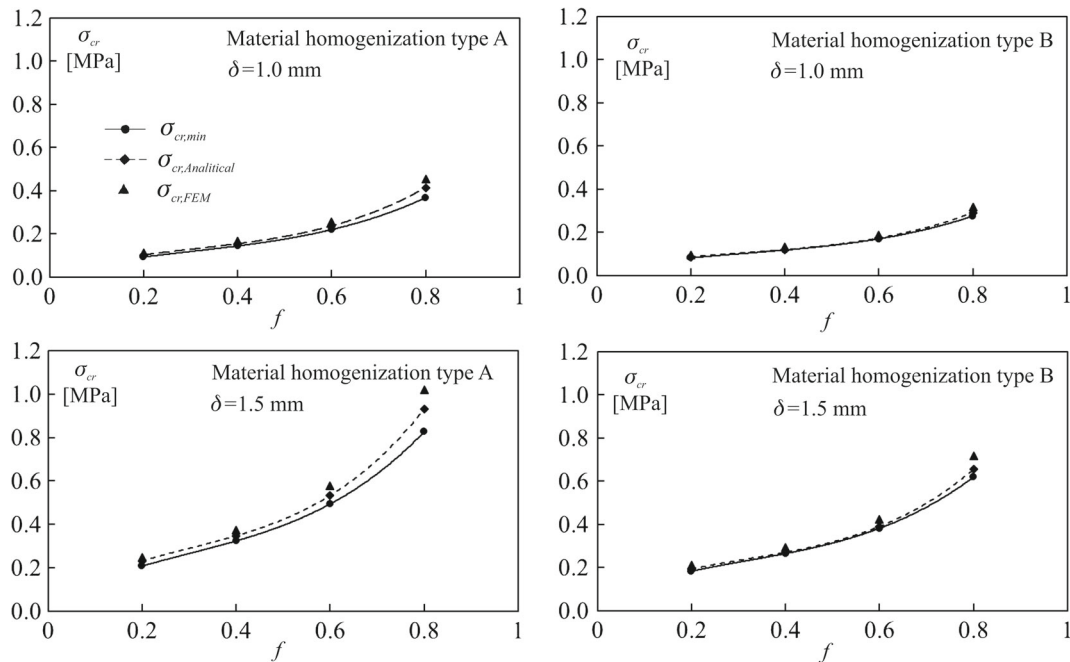 1.2
1.0
0.8
0.6
0.4
0.2
0.0
σcr
[MPa]
Material homogenization type A
δ=1.0 mm
σcr,min
σcr,Analitical
σcr,FEM
0 0.2 0.4 0.6 0.8 1
f
1.2
1.0
0.8
0.6
0.4
0.2
0.0
σcr
[MPa]
Material homogenization type B
δ=1.0 mm
0 0.2 0.4 0.6 0.8 1
f
1.2
1.0
0.8
0.6
0.4
0.2
0.0
σcr
[MPa]
Material homogenization type A
δ=1.5 mm
0 0.2 0.4 0.6 0.8 1
f
1.2
1.0
0.8
0.6
0.4
0.2
0.0
σcr
[MPa]
Material homogenization type B
δ=1.5 mm
0 0.2 0.4 0.6 0.8 1
f